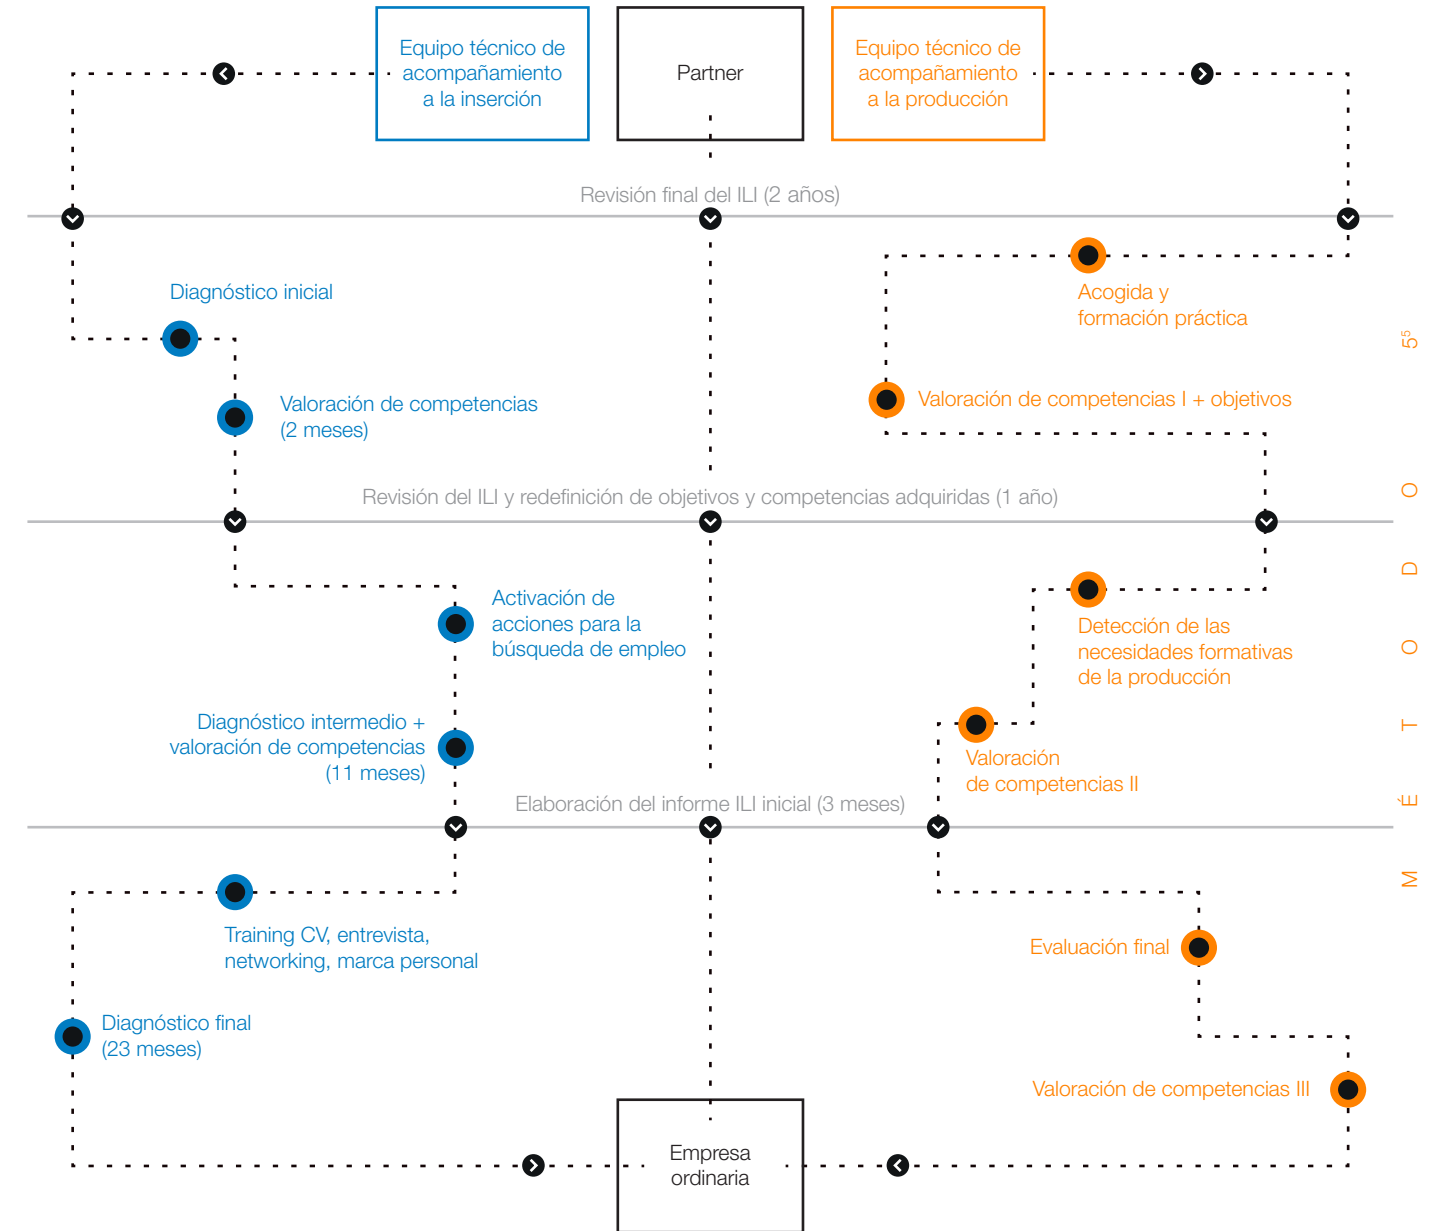 Equipo técnico de
acompañamiento
a la inserción
Partner
Equipo técnico de
acompañamiento
a la producción
Revisión final del ILI (2 años)
Diagnóstico inicial
Acogida y
formación práctica
Valoración de competencias
(2 meses)
Valoración de competencias I + objetivos
Revisión del ILI y redefinición de objetivos y competencias adquiridas (1 año)
Activación de
acciones para la
búsqueda de empleo
Detección de las
necesidades formativas
de la producción
Diagnóstico intermedio +
valoración de competencias
(11 meses)
Valoración
de competencias II
Elaboración del informe ILI inicial (3 meses)
Training CV, entrevista,
networking, marca personal
Evaluación final
Diagnóstico final
(23 meses)
Valoración de competencias III
Empresa
ordinaria
MÉTODO 5⁵